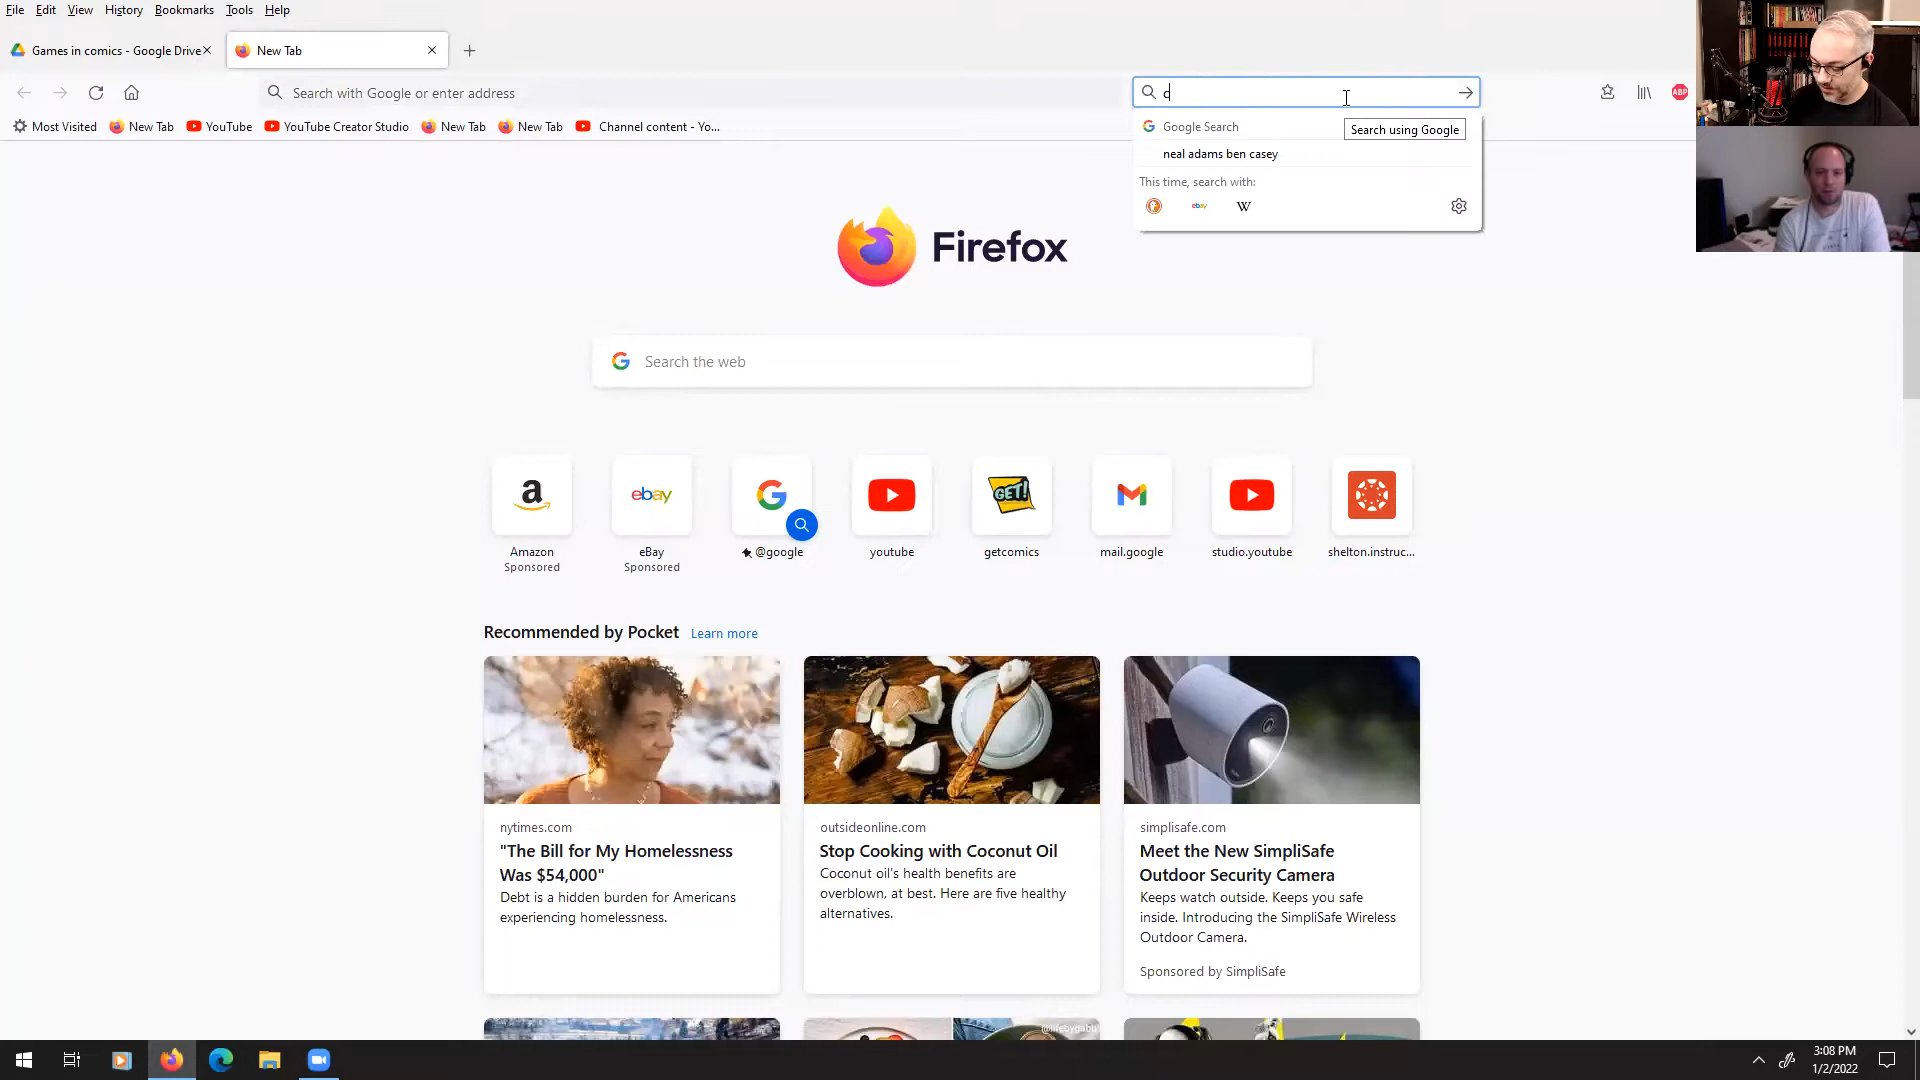 File Edit View History Bookmarks Tools Help
Games in comics - Google Drive
New Tab
Search with Google or enter address
c
ABP
Most Visited
New Tab
YouTube
YouTube Creator Studio
New Tab
New Tab
Channel content - Yo...
Google Search
Search using Google
neal adams ben casey
This time, search with:
ebay
W
Firefox
Search the web
a
ebay
G
GET!
Amazon
Sponsored
eBay
Sponsored
@google
youtube
getcomics
mail.google
studio.youtube
shelton.instruc...
Recommended by Pocket
Learn more
nytimes.com
"The Bill for My Homelessness
Was $54,000"
Debt is a hidden burden for Americans
experiencing homelessness.
outsideonline.com
Stop Cooking with Coconut Oil
Coconut oil's health benefits are
overblown, at best. Here are five healthy
alternatives.
simplisafe.com
Meet the New SimpliSafe
Outdoor Security Camera
Keeps watch outside. Keeps you safe
inside. Introducing the SimpliSafe Wireless
Outdoor Camera.
Sponsored by SimpliSafe
@lifebygabb
3:08 PM
1/2/2022